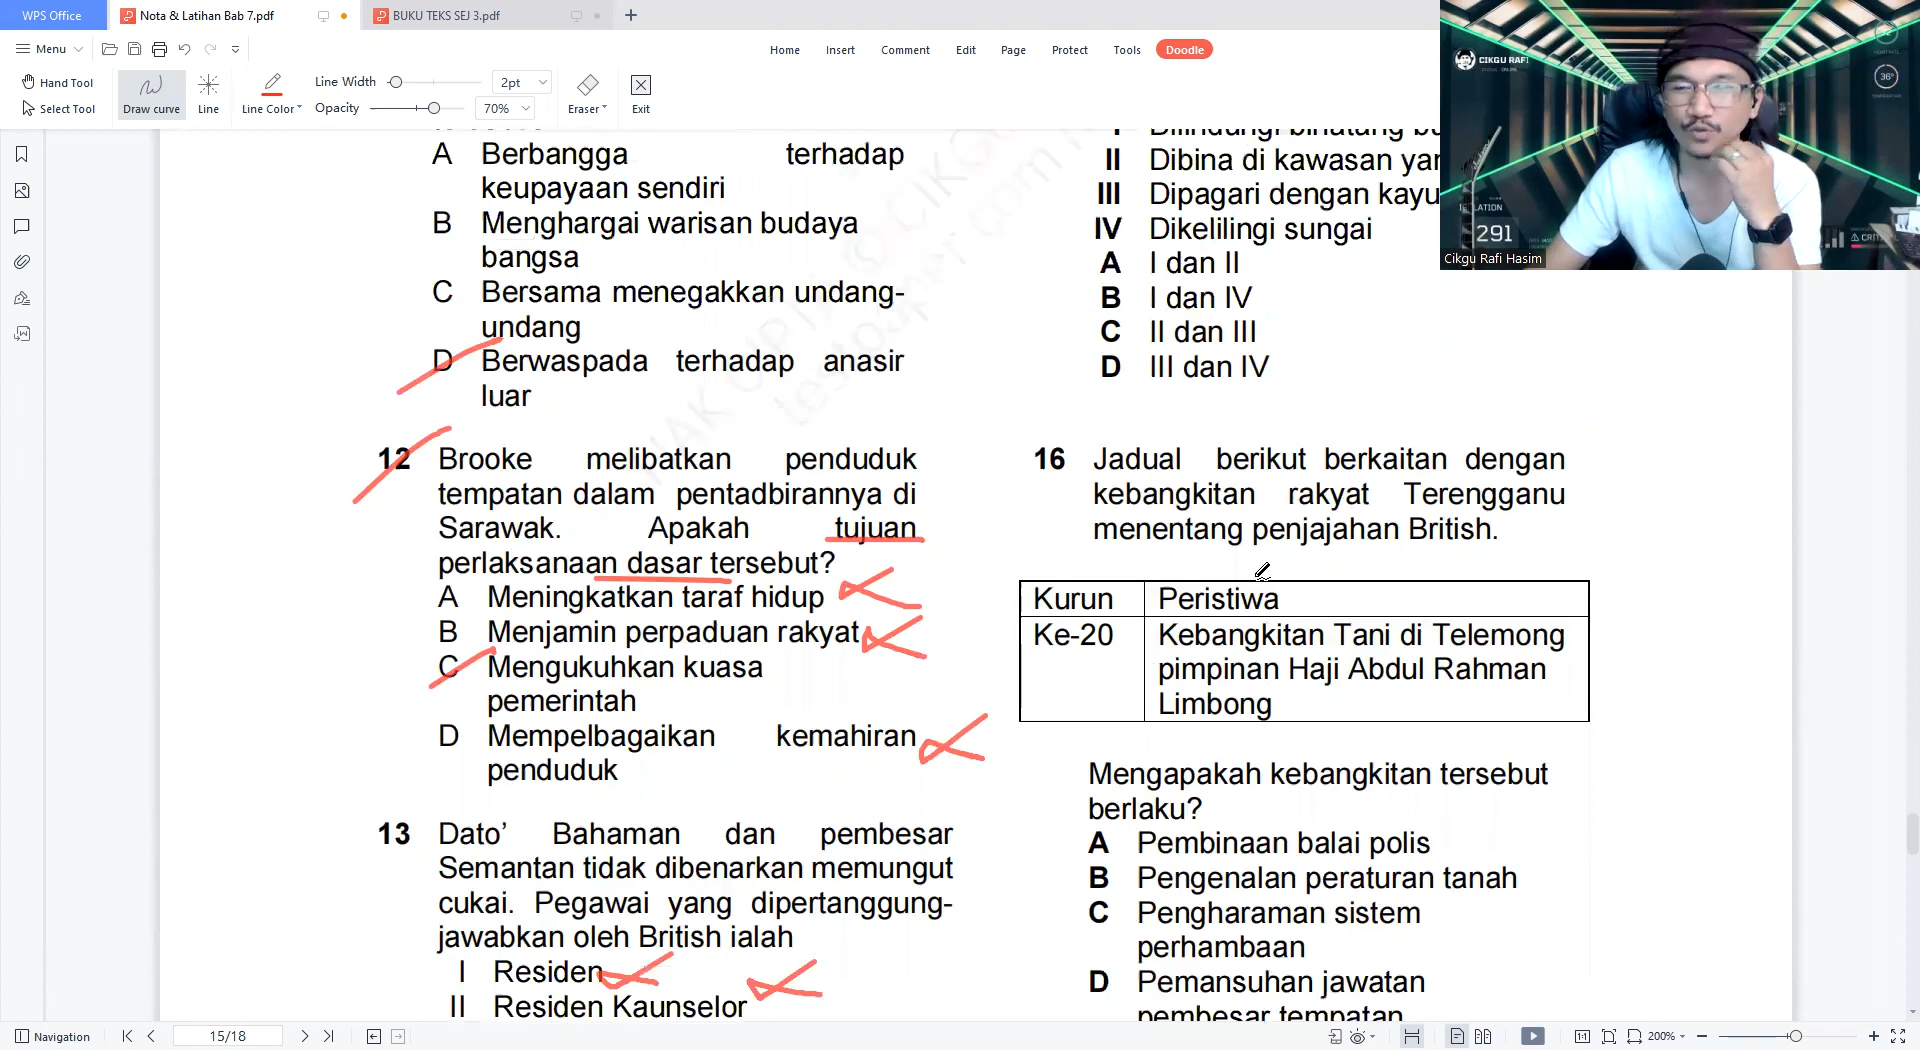 WPS Office
Nota & Latihan Bab 7.pdf
BUKU TEKS SEJ 3.pdf
Menu
Home Insert Comment Edit Page Protect Tools Doodle
Hand Tool
Select Tool
Draw curve
Line
Line Color
Line Width 2pt
Opacity 70%
Eraser
Exit
CIKGU RAFI
36°
291
Cikgu Rafi Hasim
A Berbangga terhadap
keupayaan sendiri
B Menghargai warisan budaya
bangsa
C Bersama menegakkan undang-
undang
D Berwaspada terhadap anasir
luar
12 Brooke melibatkan penduduk
tempatan dalam pentadbirannya di
Sarawak. Apakah tujuan
perlaksanaan dasar tersebut?
A Meningkatkan taraf hidup
B Menjamin perpaduan rakyat
C Mengukuhkan kuasa
pemerintah
D Mempelbagaikan kemahiran
penduduk
13 Dato' Bahaman dan pembesar
Semantan tidak dibenarkan memungut
cukai. Pegawai yang dipertanggung-
jawabkan oleh British ialah
I Residen
II Residen Kaunselor
I Dilindungi binatang
II Dibina di kawasan
III Dipagari dengan kayu
IV Dikelilingi sungai
A I dan II
B I dan IV
C II dan III
D III dan IV
16 Jadual berikut berkaitan dengan
kebangkitan rakyat Terengganu
menentang penjajahan British.
Kurun Peristiwa
Ke-20 Kebangkitan Tani di Telemong
pimpinan Haji Abdul Rahman
Limbong
Mengapakah kebangkitan tersebut
berlaku?
A Pembinaan balai polis
B Pengenalan peraturan tanah
C Pengharaman sistem
perhambaan
D Pemansuhan jawatan
pembesar tempatan
Navigation
15/18
200%